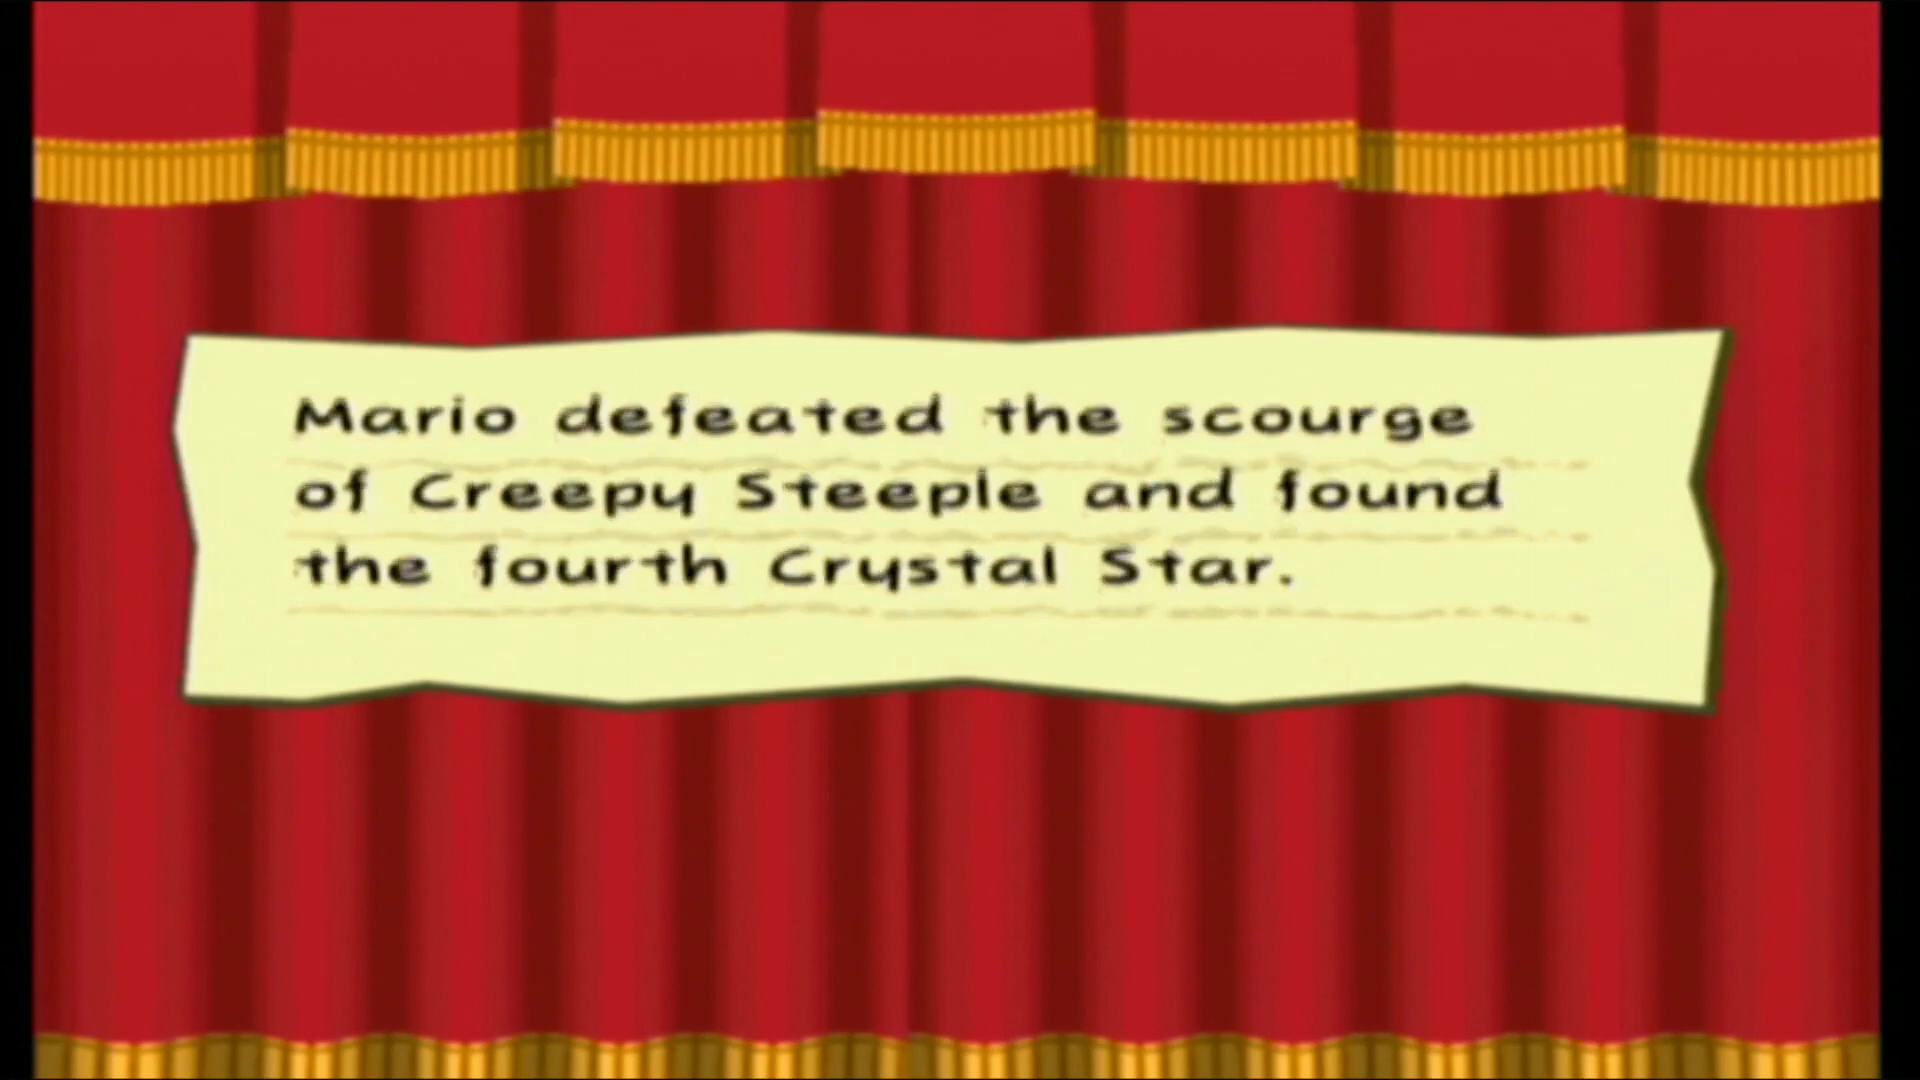 Mario defeated the scourge
of Creepy Steeple and found
the fourth Crystal Star.